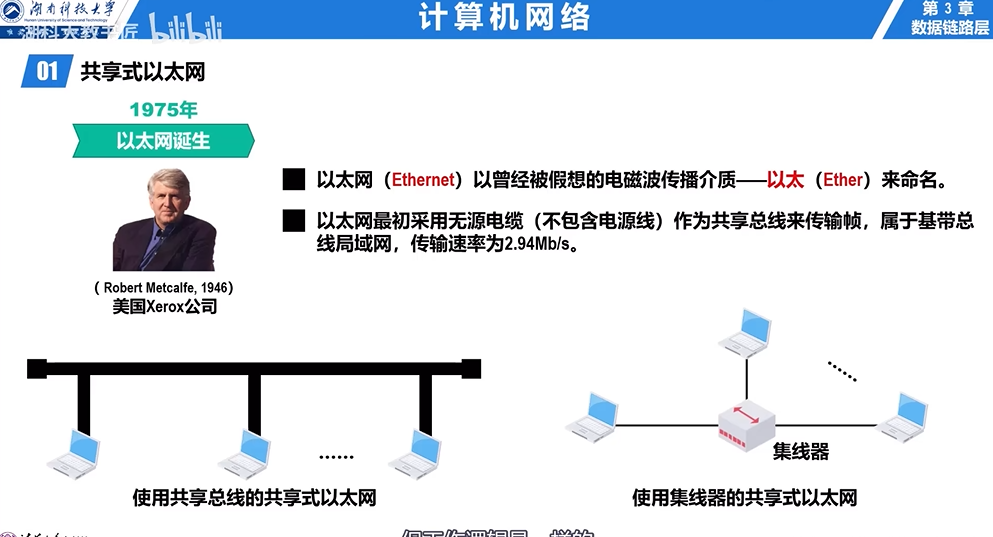 湖南科技大学
Hunan University of Science and Technology
计算机网络
第 3 章
数据链路层
bilibili
01 共享式以太网
1975年
以太网诞生
以太网（Ethernet）以曾经被假想的电磁波传播介质——以太（Ether）来命名。
以太网最初采用无源电缆（不包含电源线）作为共享总线来传输帧，属于基带总
线局域网，传输速率为2.94Mb/s。
（ Robert Metcalfe, 1946）
美国Xerox公司
......
集线器
使用共享总线的共享式以太网
使用集线器的共享式以太网